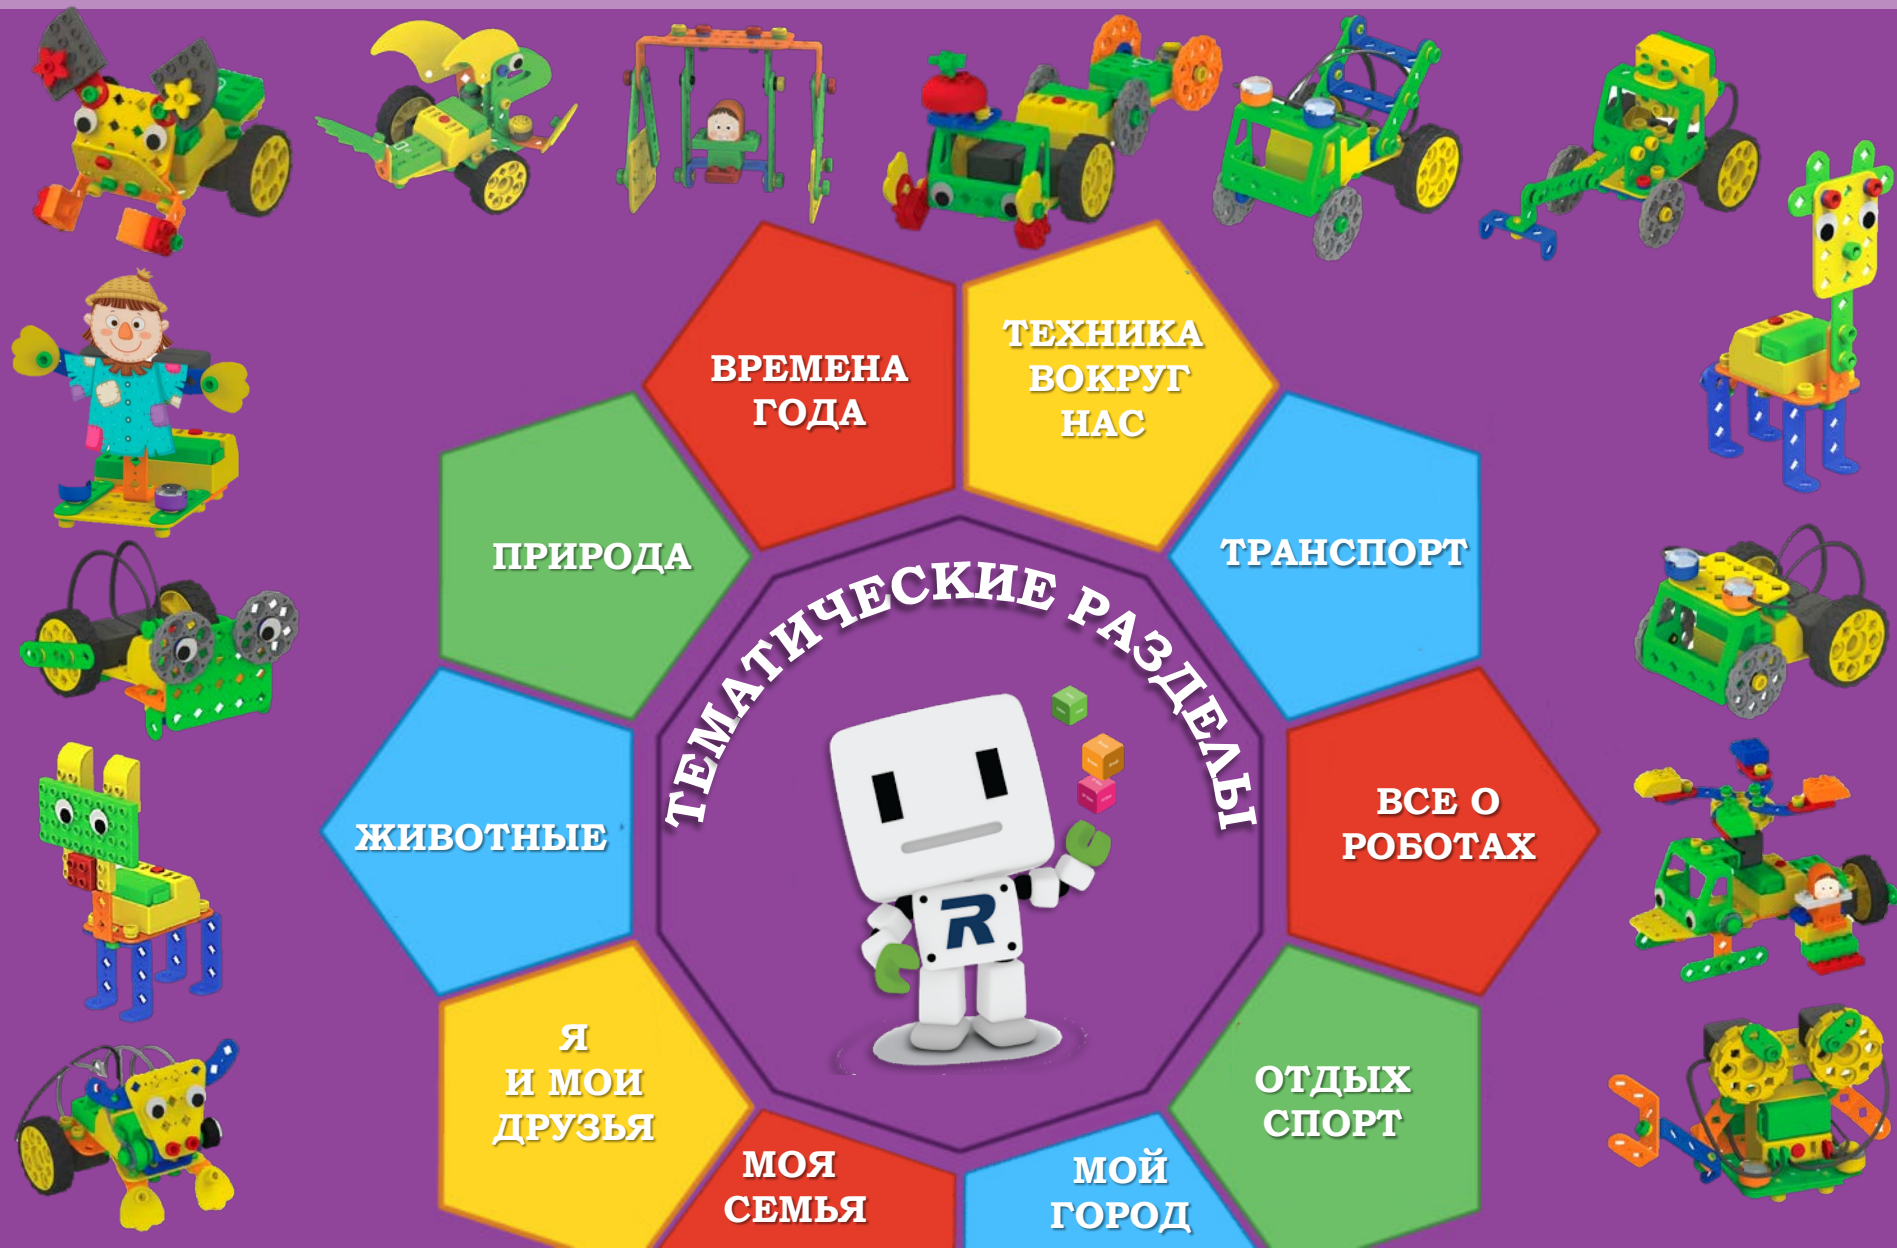 ТЕМАТИЧЕСКИЕ РАЗДЕЛЫ
ВРЕМЕНА
ГОДА
ТЕХНИКА
ВОКРУГ
НАС
ТРАНСПОРТ
ВСЕ О
РОБОТАХ
ОТДЫХ
СПОРТ
МОЙ
ГОРОД
МОЯ
СЕМЬЯ
Я
И МОИ
ДРУЗЬЯ
ЖИВОТНЫЕ
ПРИРОДА
R